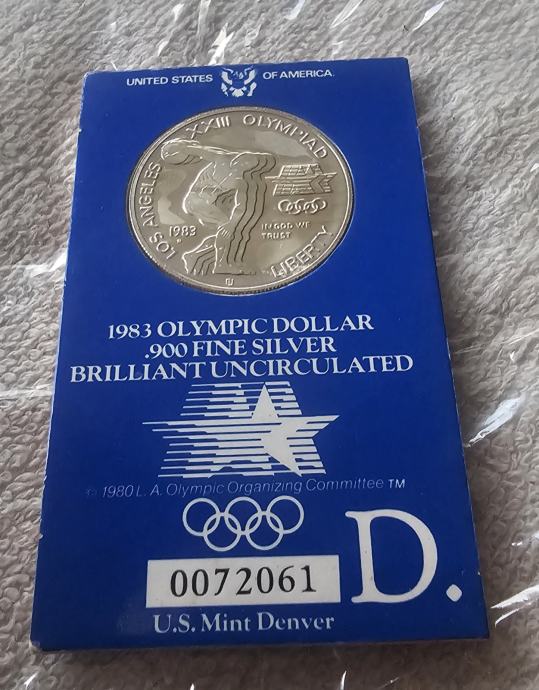 UNITED STATES OF AMERICA.
LOS ANGELES XXIII OLYMPIAD
1983
IN GOD WE
TRUST
LIBERTY
1983 OLYMPIC DOLLAR
.900 FINE SILVER
BRILLIANT UNCIRCULATED
© 1980 L. A. Olympic Organizing Committee ™
D.
0072061
U.S. Mint Denver